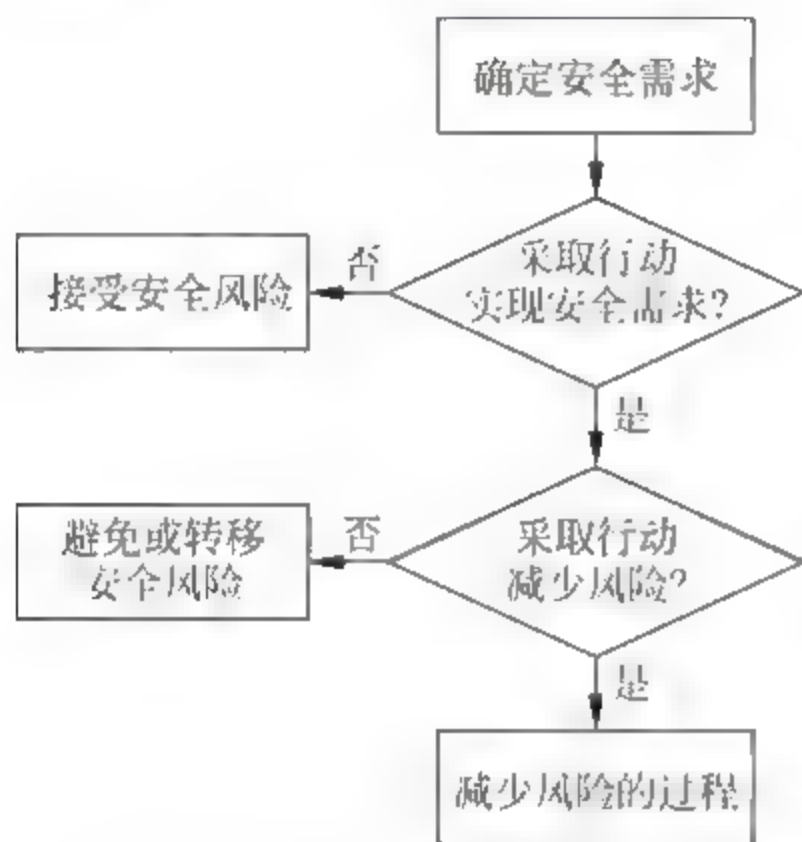 确定安全需求
采取行动
实现安全需求?
否
接受安全风险
是
采取行动
减少风险?
否
避免或转移
安全风险
是
减少风险的过程